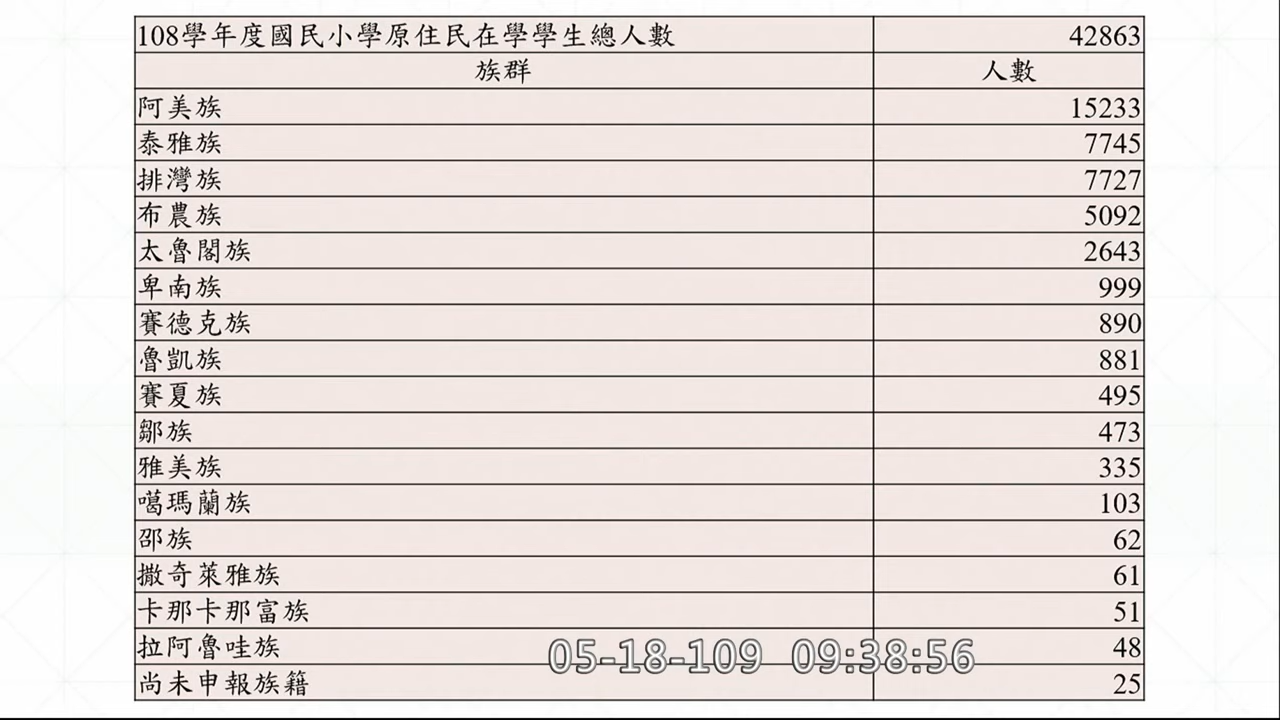 108學年度國民小學原住民在學學生總人數 42863
族群 人數
阿美族 15233
泰雅族 7745
排灣族 7727
布農族 5092
太魯閣族 2643
卑南族 999
賽德克族 890
魯凱族 881
賽夏族 495
鄒族 473
雅美族 335
噶瑪蘭族 103
邵族 62
撒奇萊雅族 61
卡那卡那富族 51
拉阿魯哇族 48
05-18-109 09:38:56
尚未申報族籍 25